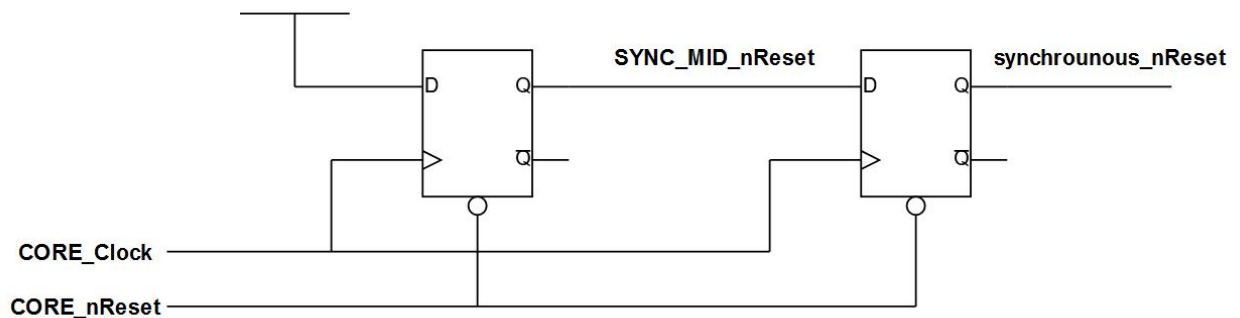 SYNC_MID_nReset
synchrounous_nReset
D
Q
D
Q
Q
Q
CORE_Clock
CORE_nReset